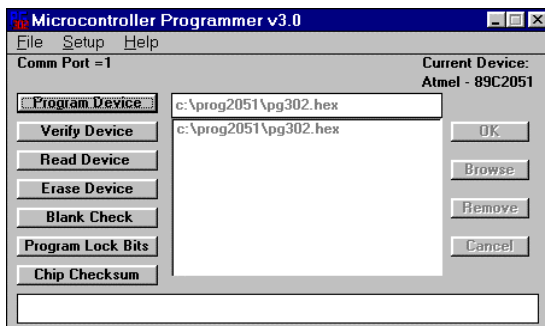 Microcontroller Programmer v3.0
File Setup Help
Comm Port =1
Current Device:
Atmel - 89C2051
Program Device
c:\prog2051\pg302.hex
Verify Device
c:\prog2051\pg302.hex
OK
Read Device
Browse
Erase Device
Blank Check
Remove
Program Lock Bits
Cancel
Chip Checksum